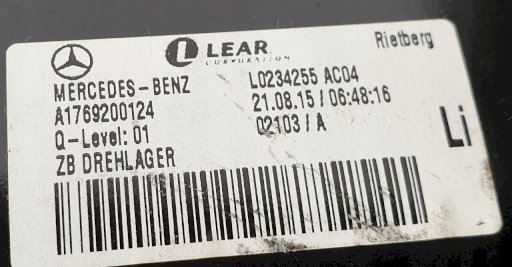 LEAR
CORPORATION
Rietberg
MERCEDES-BENZ
A1769200124
Q-Level: 01
ZB DREHLAGER
L0234255 AC04
21.08.15 / 06:48:16
02103 / A
Li